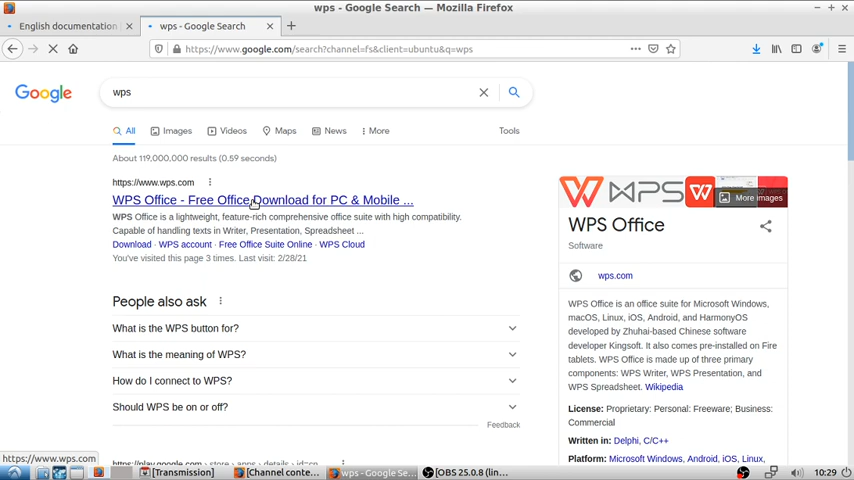 wps - Google Search — Mozilla Firefox
English documentation
wps - Google Search
https://www.google.com/search?channel=fs&client=ubuntu&q=wps
Google
wps
All
Images
Videos
Maps
News
More
Tools
About 119,000,000 results (0.59 seconds)
https://www.wps.com
WPS Office - Free Office Download for PC & Mobile ...
WPS Office is a lightweight, feature-rich comprehensive office suite with high compatibility.
Capable of handling texts in Writer, Presentation, Spreadsheet ...
Download · WPS account · Free Office Suite Online · WPS Cloud
You've visited this page 3 times. Last visit: 2/28/21
People also ask
What is the WPS button for?
What is the meaning of WPS?
How do I connect to WPS?
Should WPS be on or off?
Feedback
WPS
More images
WPS Office
Software
wps.com
WPS Office is an office suite for Microsoft Windows,
macOS, Linux, iOS, Android, and HarmonyOS
developed by Zhuhai-based Chinese software
developer Kingsoft. It also comes pre-installed on Fire
tablets. WPS Office is made up of three primary
components: WPS Writer, WPS Presentation, and
WPS Spreadsheet. Wikipedia
License: Proprietary: Personal: Freeware; Business:
Commercial
Written in: Delphi, C/C++
Platform: Microsoft Windows, Android, iOS, Linux,
https://www.wps.com
[Transmission]
[Channel conte...
wps - Google Se...
[OBS 25.0.8 (lin...
10:29